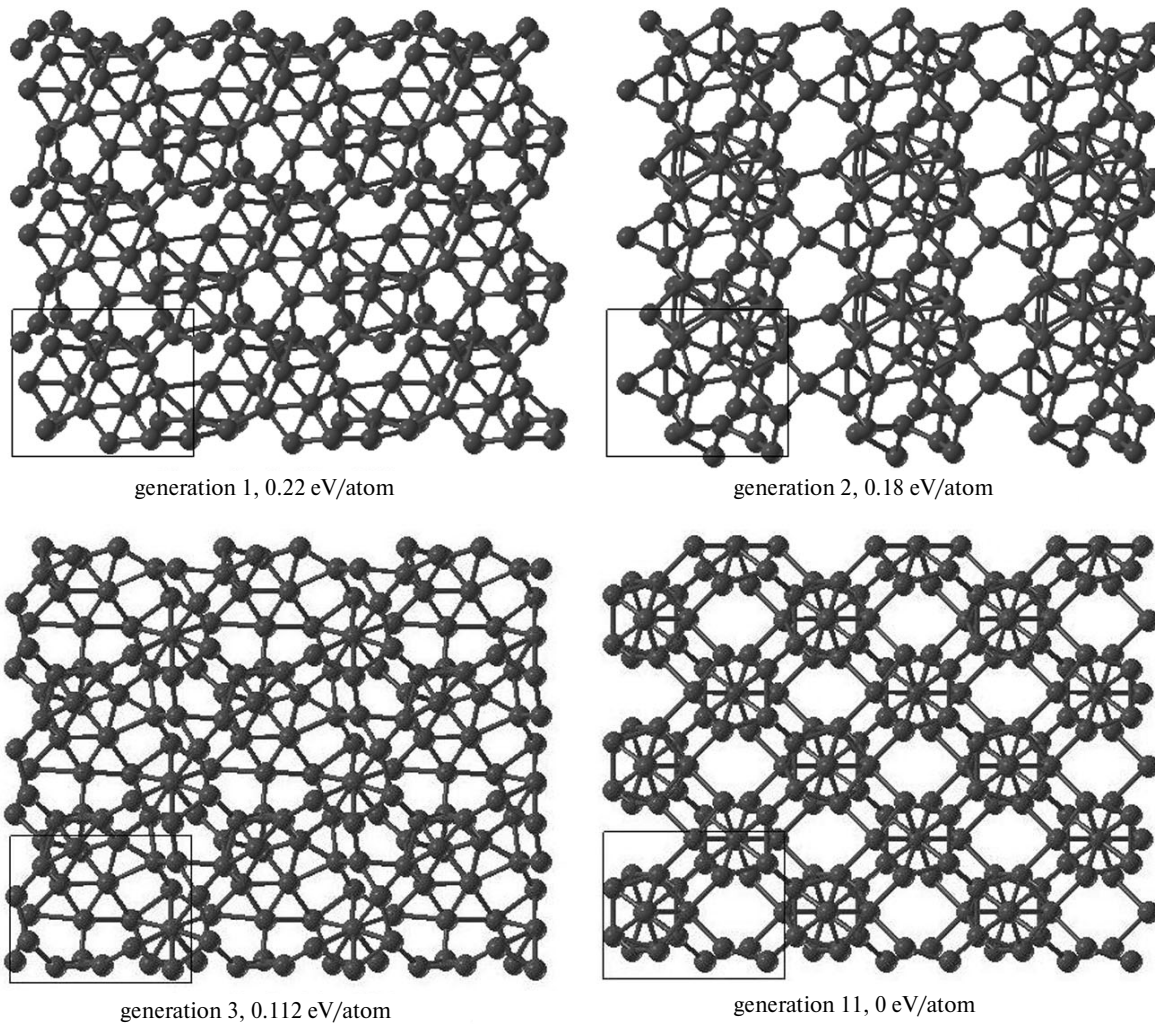 generation 1, 0.22 eV/atom
generation 2, 0.18 eV/atom
generation 3, 0.112 eV/atom
generation 11, 0 eV/atom